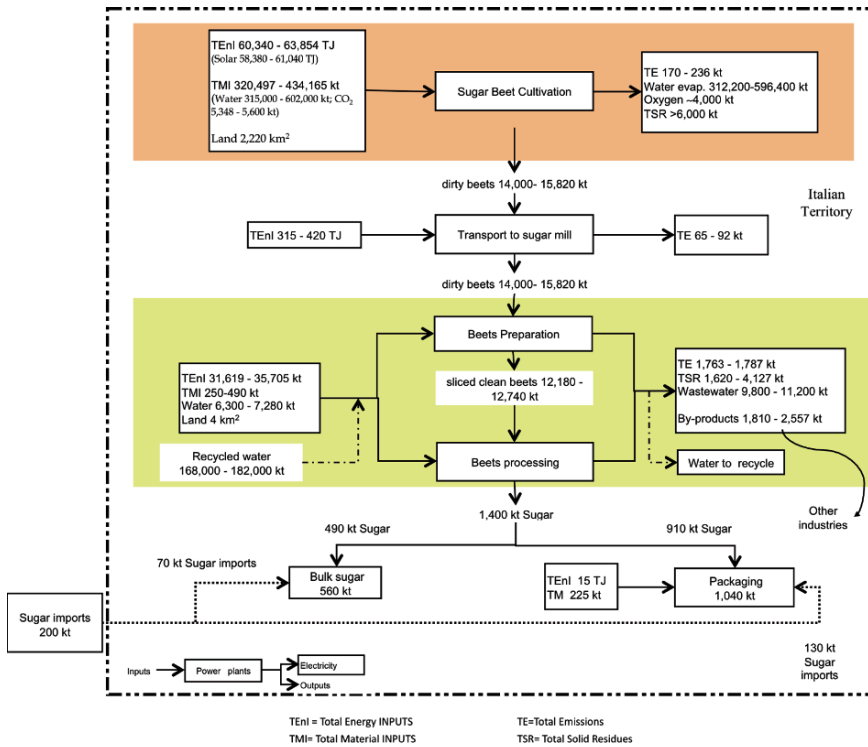 TEnI 60,340 - 63,854 TJ
(Solar 58,380 - 61,040 TJ)
TMI 320,497 - 434,165 kt
(Water 315,000 - 602,000 kt; CO2
5,348 - 5,600 kt)
Land 2,220 km2
Sugar Beet Cultivation
TE 170 - 236 kt
Water evap. 312,200-596,400 kt
Oxygen ~4,000 kt
TSR >6,000 kt
dirty beets 14,000- 15,820 kt
Italian
Territory
TEnI 315 - 420 TJ
Transport to sugar mill
TE 65 - 92 kt
dirty beets 14,000- 15,820 kt
Beets Preparation
TEnI 31,619 - 35,705 kt
TMI 250-490 kt
Water 6,300 - 7,280 kt
Land 4 km2
sliced clean beets 12,180 -
12,740 kt
TE 1,763 - 1,787 kt
TSR 1,620 - 4,127 kt
Wastewater 9,800 - 11,200 kt
By-products 1,810 - 2,557 kt
Recycled water
168,000 - 182,000 kt
Beets processing
Water to recycle
Other
industries
1,400 kt Sugar
490 kt Sugar
910 kt Sugar
70 kt Sugar imports
Bulk sugar
560 kt
TEnI 15 TJ
TM 225 kt
Packaging
1,040 kt
Sugar imports
200 kt
130 kt
Sugar
imports
Inputs
Power plants
Electricity
Outputs
TEnI = Total Energy INPUTS
TE=Total Emissions
TMI= Total Material INPUTS
TSR= Total Solid Residues